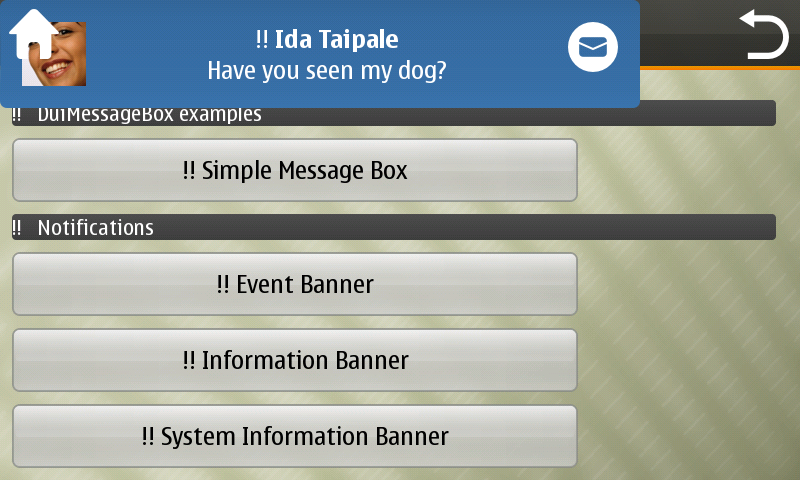 !! Ida Taipale
Have you seen my dog?
!! DuiMessageBox examples
!! Simple Message Box
!! Notifications
!! Event Banner
!! Information Banner
!! System Information Banner